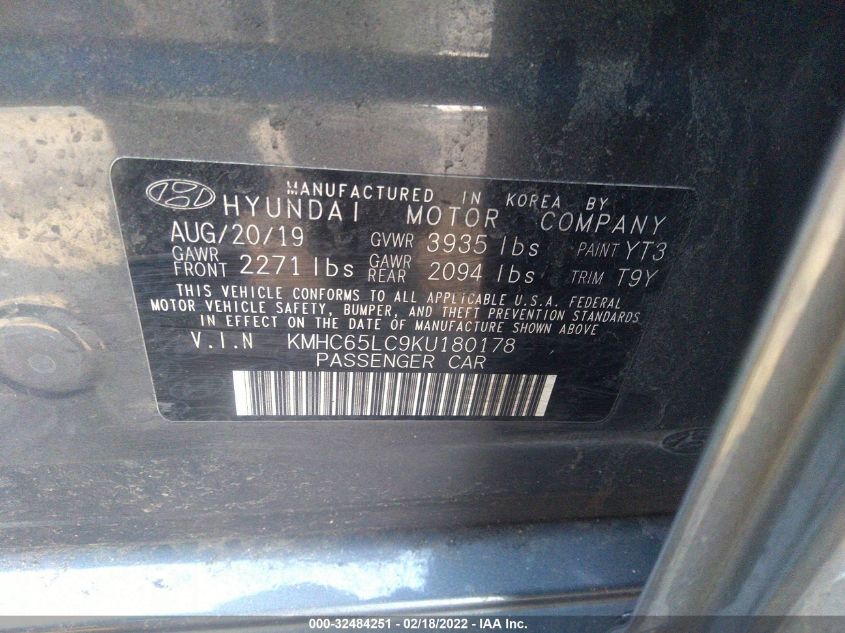 MANUFACTURED IN KOREA BY
HYUNDAI MOTOR COMPANY
AUG/20/19 GVWR 3935 lbs PAINT YT3
GAWR FRONT 2271 lbs GAWR REAR 2094 lbs TRIM T9Y
THIS VEHICLE CONFORMS TO ALL APPLICABLE U.S.A. FEDERAL
MOTOR VEHICLE SAFETY, BUMPER, AND THEFT PREVENTION STANDARDS
IN EFFECT ON THE DATE OF MANUFACTURE SHOWN ABOVE
V.I.N KMHC65LC9KU180178
PASSENGER CAR
000-32484251 - 02/18/2022 - IAA Inc.